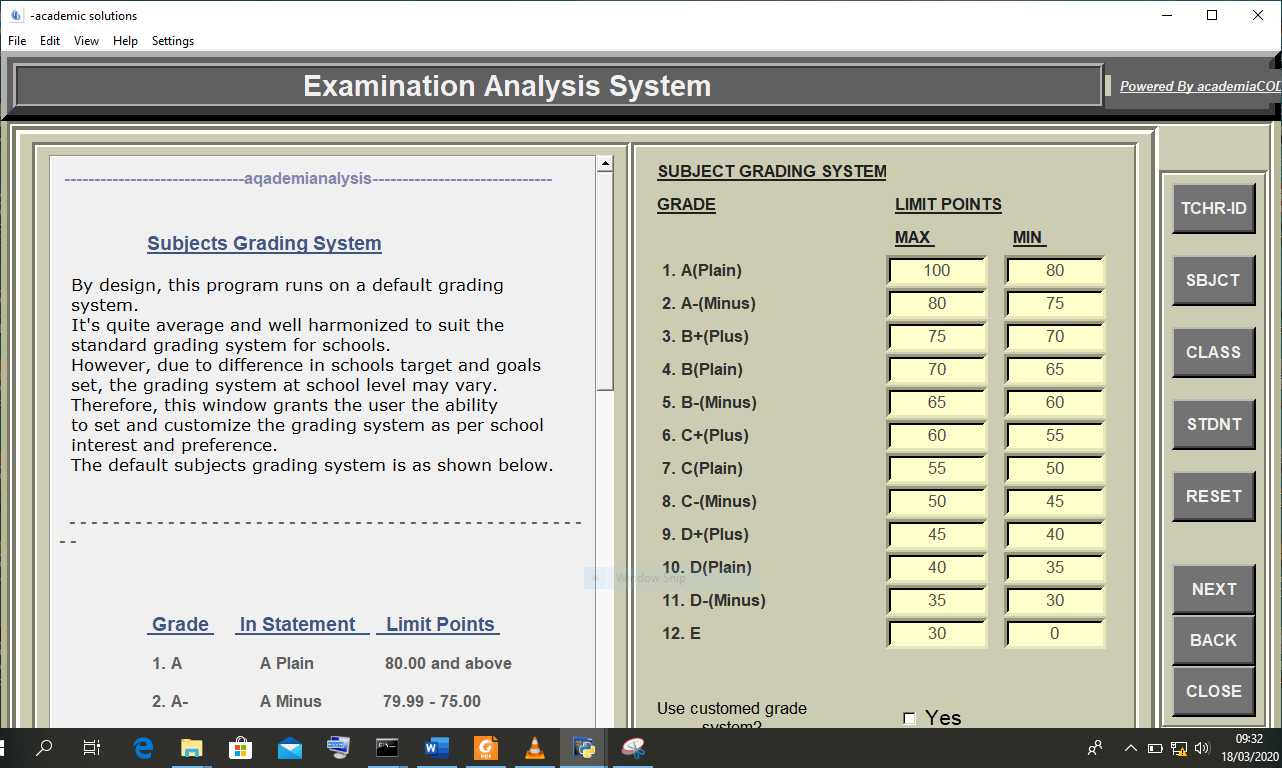 -academic solutions
File Edit View Help Settings
Examination Analysis System
Powered By academiaCOD
------------------------------aqademianalysis------------------------------
Subjects Grading System
By design, this program runs on a default grading
system.
It's quite average and well harmonized to suit the
standard grading system for schools.
However, due to difference in schools target and goals
set, the grading system at school level may vary.
Therefore, this window grants the user the ability
to set and customize the grading system as per school
interest and preference.
The default subjects grading system is as shown below.
- - - - - - - - - - - - - - - - - - - - - - - - - - - - - - - - - - - - - - - - - - - - - - -
- -
Grade In Statement Limit Points
1. A A Plain 80.00 and above
2. A- A Minus 79.99 - 75.00
Window Snip
SUBJECT GRADING SYSTEM
GRADE LIMIT POINTS
MAX MIN
1. A(Plain) 100 80
2. A-(Minus) 80 75
3. B+(Plus) 75 70
4. B(Plain) 70 65
5. B-(Minus) 65 60
6. C+(Plus) 60 55
7. C(Plain) 55 50
8. C-(Minus) 50 45
9. D+(Plus) 45 40
10. D(Plain) 40 35
11. D-(Minus) 35 30
12. E 30 0
Use customed grade
system?
Yes
TCHR-ID
SBJCT
CLASS
STDNT
RESET
NEXT
BACK
CLOSE
09:32
18/03/2020